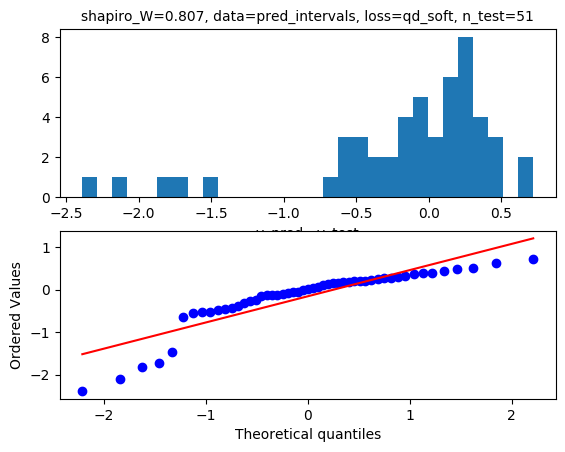 shapiro_W=0.807, data=pred_intervals, loss=qd_soft, n_test=51
8
6
4
2
0
−2.5 −2.0 −1.5 −1.0 −0.5 0.0 0.5
1
0
−1
−2
Ordered Values
−2 −1 0 1 2
Theoretical quantiles